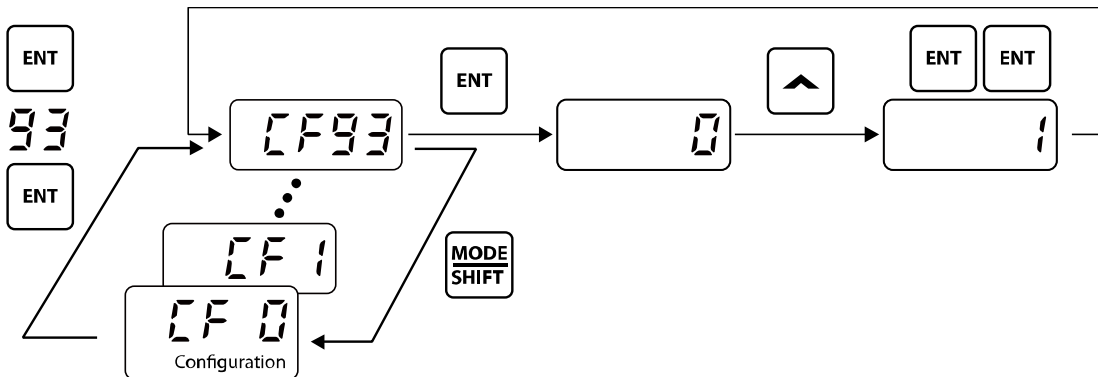 ENT
93
ENT
CF93
ENT
0
ENT ENT
1
CF 1
CF 0
Configuration
MODE
SHIFT